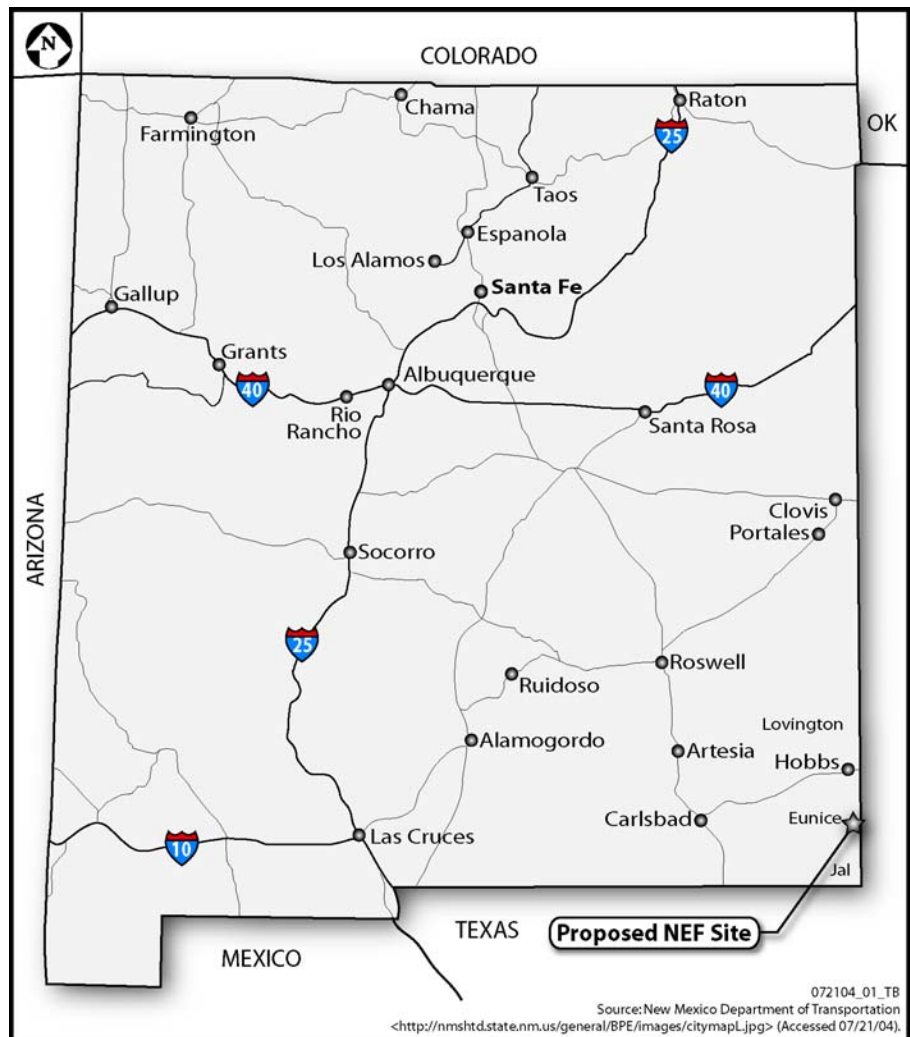 N
COLORADO
Raton
Chama
OK
Farmington
25
Taos
Espanola
Los Alamos
Santa Fe
Gallup
Grants
Albuquerque
40
40
Rio
Rancho
Santa Rosa
ARIZONA
Clovis
Portales
Socorro
25
Roswell
Ruidoso
Lovington
Alamogordo
Artesia
Hobbs
Carlsbad
Eunice
Las Cruces
10
Jal
TEXAS
Proposed NEF Site
MEXICO
072104_01_TB
Source: New Mexico Department of Transportation
<http://nmshtd.state.nm.us/general/BPE/images/citymapL.jpg> (Accessed 07/21/04).